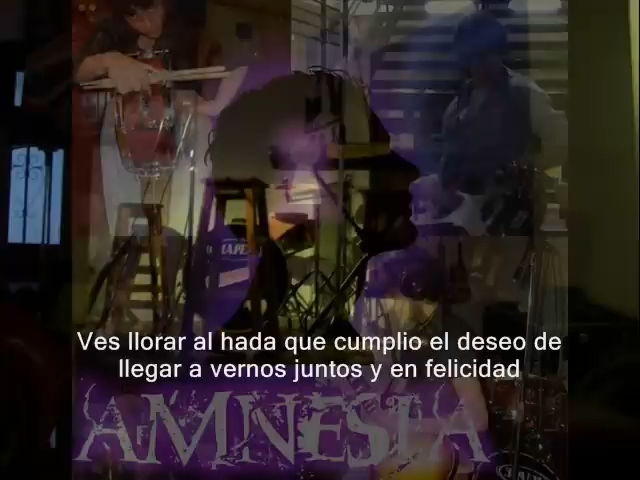 Ves llorar al hada que cumplio el deseo de
llegar a vernos juntos y en felicidad
AMNESIA